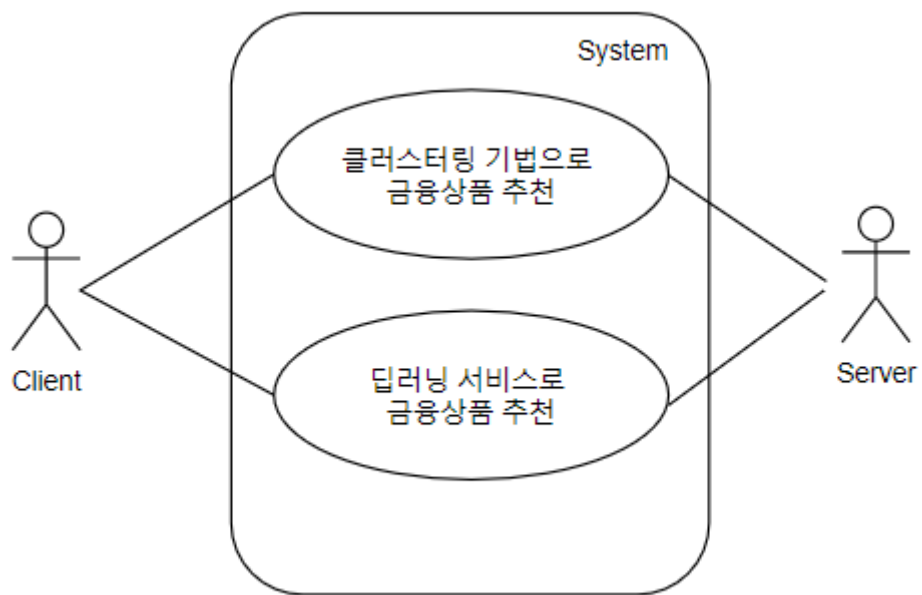 System
클러스터링 기법으로
금융상품 추천
딥러닝 서비스로
금융상품 추천
Client
Server